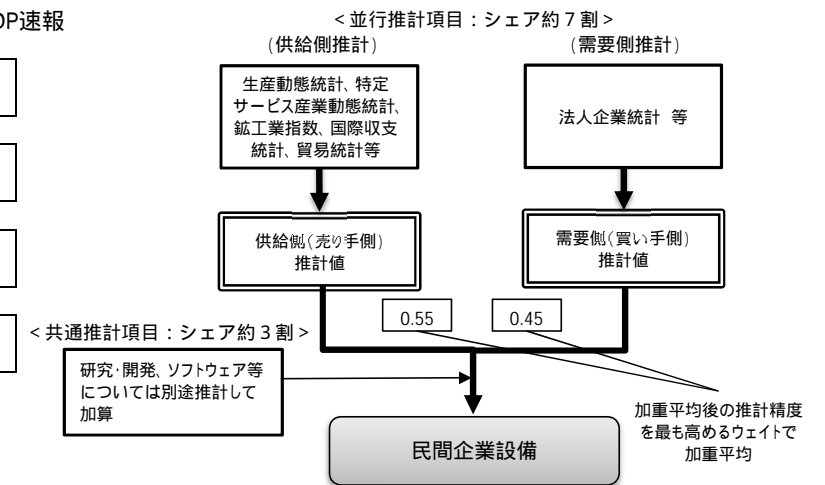 DP速報
<並行推計項目：シェア約７割>
(供給側推計)
(需要側推計)
生産動態統計、特定
サービス産業動態統計、
鉱工業指数、国際収支
統計、貿易統計等
法人企業統計 等
供給側(売り手側)
推計値
需要側(買い手側)
推計値
0.55
0.45
<共通推計項目：シェア約３割>
研究・開発、ソフトウェア等
については別途推計して
加算
加重平均後の推計精度
を最も高めるウェイトで
加重平均
民間企業設備